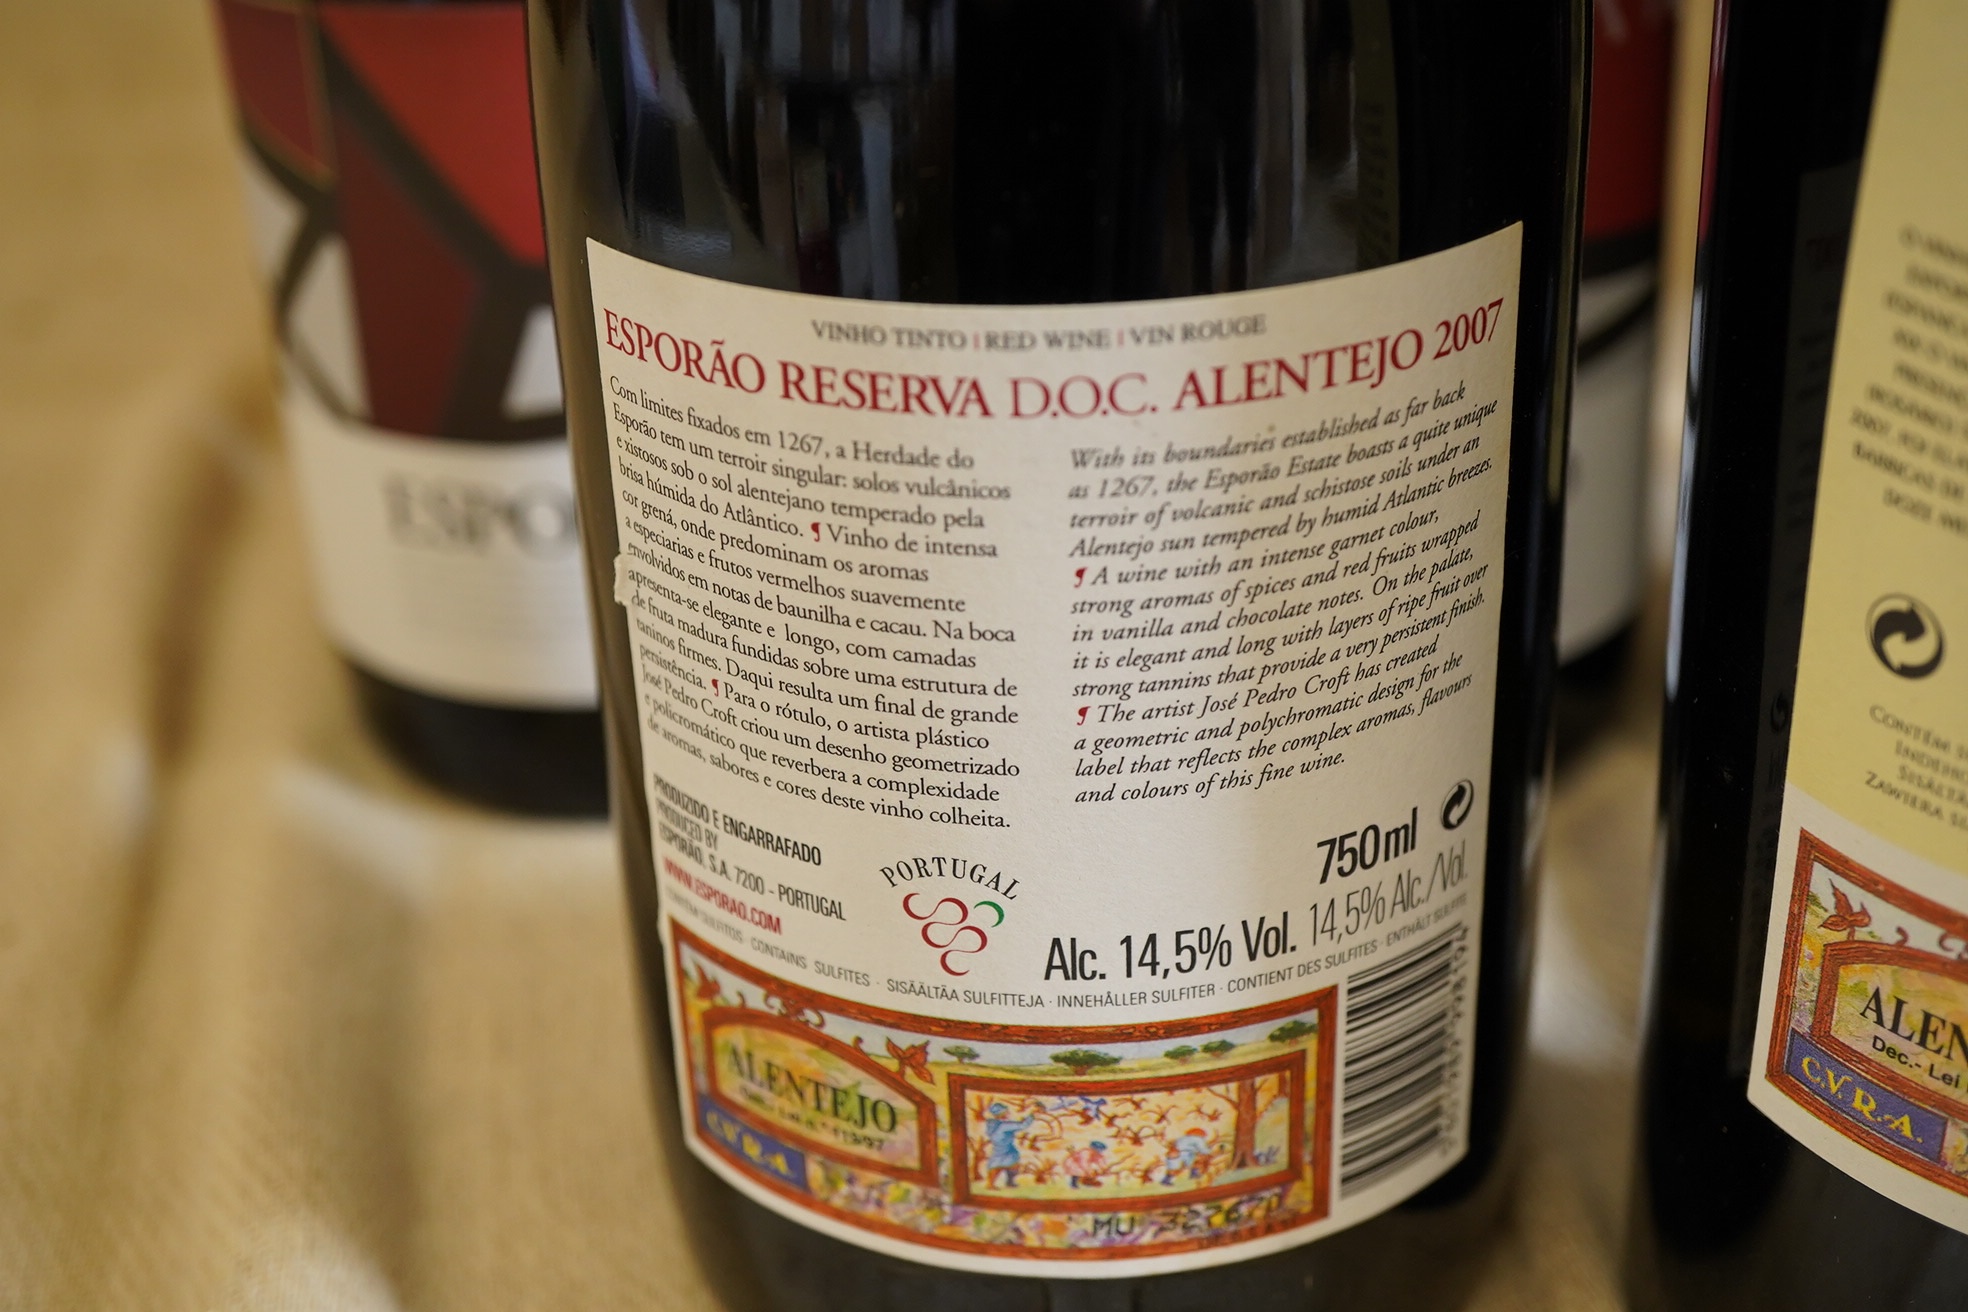 VINHO TINTO | RED WINE | VIN ROUGE
ESPORÃO RESERVA D.O.C. ALENTEJO 2007
Com limites fixados em 1267, a Herdade do
Esporão tem um terroir singular: solos vulcânicos
e xistosos sob o sol alentejano temperado pela
brisa húmida do Atlântico. ¶ Vinho de intensa
cor grená, onde predominam os aromas
a especiarias e frutos vermelhos suavemente
envolvidos em notas de baunilha e cacau. Na boca
apresenta-se elegante e longo, com camadas
de fruta madura fundidas sobre uma estrutura de
taninos firmes. Daqui resulta um final de grande
persistência. ¶ Para o rótulo, o artista plástico
José Pedro Croft criou um desenho geometrizado
e policromático que reverbera a complexidade
de aromas, sabores e cores deste vinho colheita.
With its boundaries established as far back
as 1267, the Esporão Estate boasts a quite unique
terroir of volcanic and schistose soils under an
Alentejo sun tempered by humid Atlantic breezes.
¶ A wine with an intense garnet colour,
strong aromas of spices and red fruits wrapped
in vanilla and chocolate notes. On the palate,
it is elegant and long with layers of ripe fruit over
strong tannins that provide a very persistent finish.
¶ The artist José Pedro Croft has created
a geometric and polychromatic design for the
label that reflects the complex aromas, flavours
and colours of this fine wine.
PRODUZIDO E ENGARRAFADO
PRODUCED BY
ESPORÃO. S.A. 7200 - PORTUGAL
WWW.ESPORAO.COM
PORTUGAL
750ml
Alc. 14,5% Vol. 14,5% Alc./Vol.
CONTÉM SULFITOS · CONTAINS SULFITES · SISÄÄLTÄÄ SULFITTEJA · INNEHÅLLER SULFITER · CONTIENT DES SULFITES · ENTHÄLT SULFITE
ALENTEJO
C.V.R.A.
MU 327670
ESPO
CONTÉM
ZAWIERA
ALEN
Dec.- Lei
C.V.R.A.